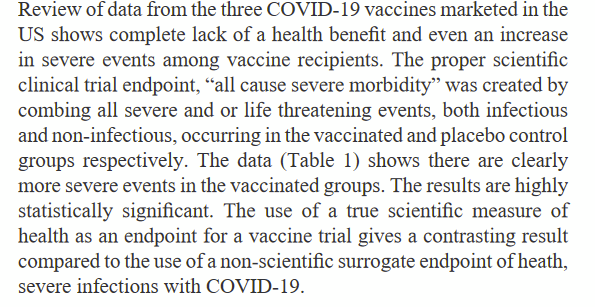 Review of data from the three COVID-19 vaccines marketed in the
US shows complete lack of a health benefit and even an increase
in severe events among vaccine recipients. The proper scientific
clinical trial endpoint, “all cause severe morbidity” was created by
combing all severe and or life threatening events, both infectious
and non-infectious, occurring in the vaccinated and placebo control
groups respectively. The data (Table 1) shows there are clearly
more severe events in the vaccinated groups. The results are highly
statistically significant. The use of a true scientific measure of
health as an endpoint for a vaccine trial gives a contrasting result
compared to the use of a non-scientific surrogate endpoint of heath,
severe infections with COVID-19.